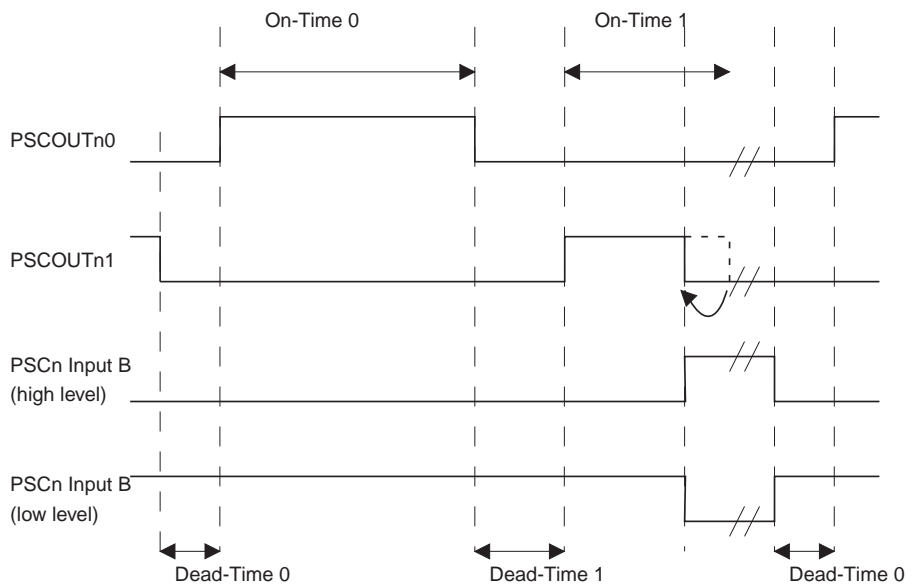 On-Time 0
On-Time 1
PSCOUTn0
PSCOUTn1
PSCn Input B
(high level)
PSCn Input B
(low level)
Dead-Time 0
Dead-Time 1
Dead-Time 0